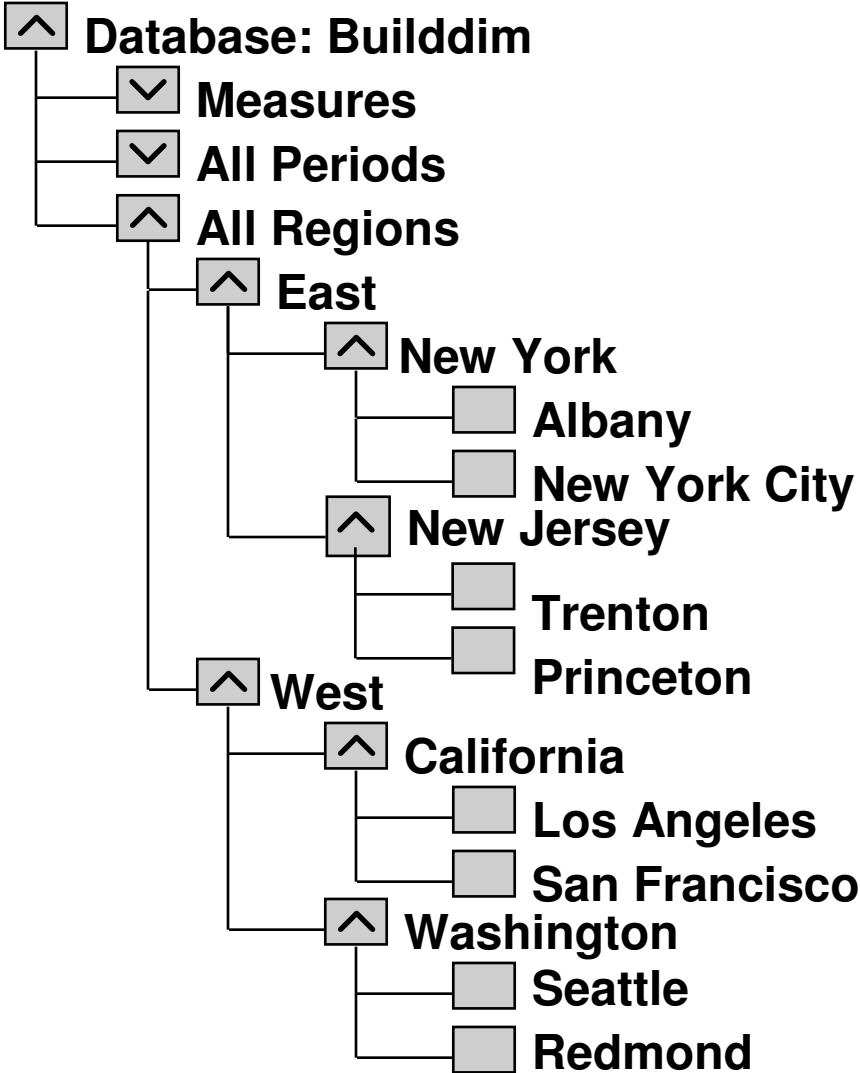 Database: Builddim
Measures
All Periods
All Regions
East
New York
Albany
New York City
New Jersey
Trenton
Princeton
West
California
Los Angeles
San Francisco
Washington
Seattle
Redmond